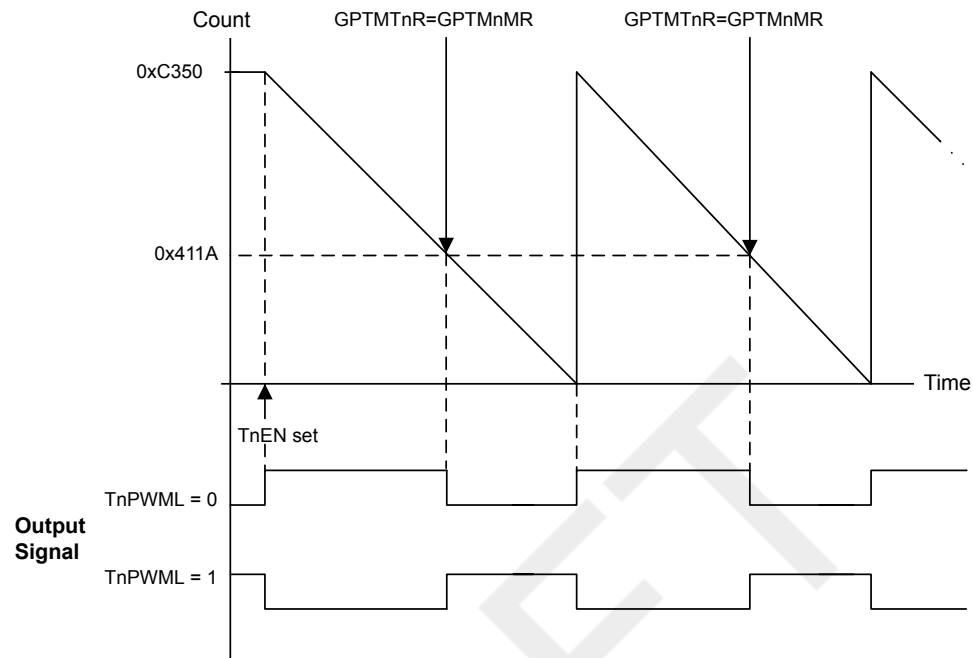 Count
GPTMTnR=GPTMnMR
GPTMTnR=GPTMnMR
0xC350
0x411A
Time
TnEN set
TnPWML = 0
Output
Signal
TnPWML = 1